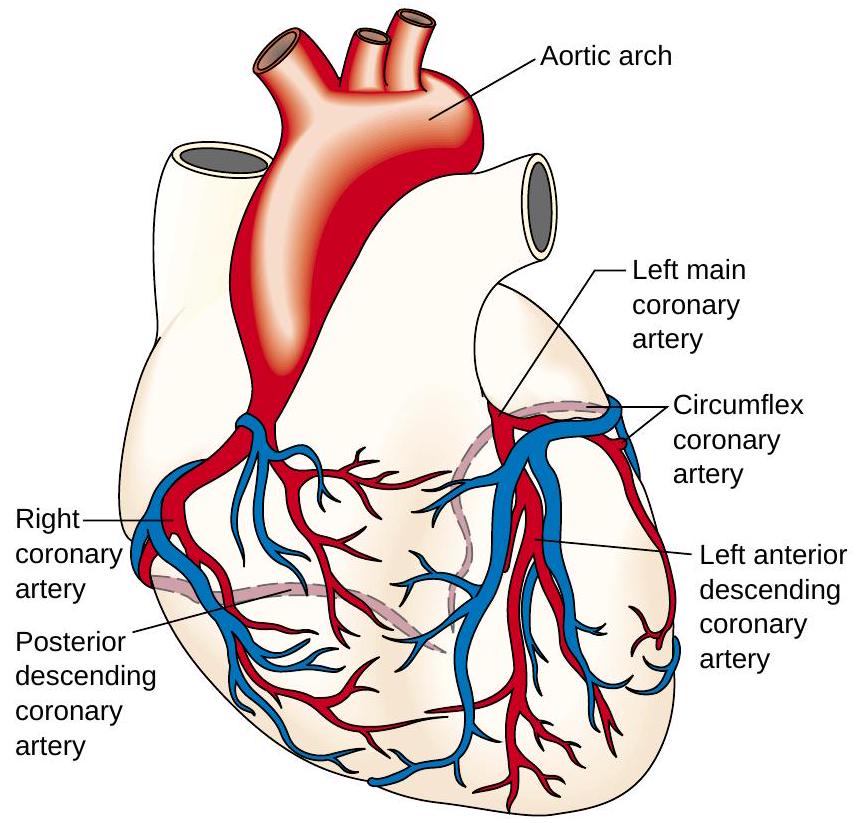 Aortic arch
Left main
coronary
artery
Circumflex
coronary
artery
Right
coronary
artery
Left anterior
descending
coronary
artery
Posterior
descending
coronary
artery